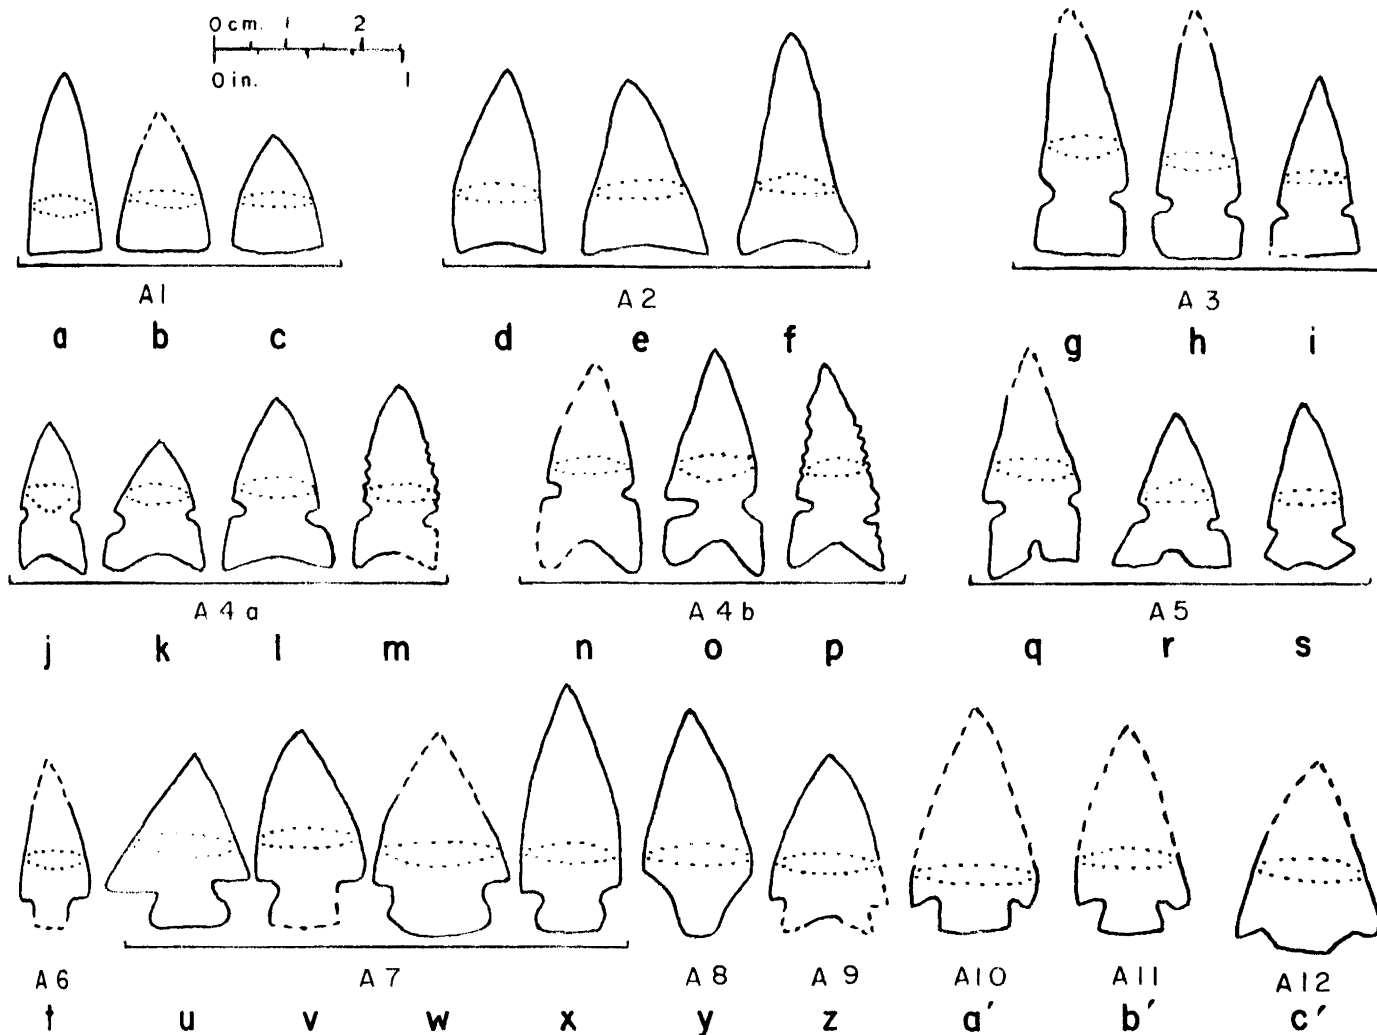 0 cm. 1 2
0 in. 1
A1 A2 A3
a b c d e f g h i
A4a A4b A5
j k l m n o p q r s
A6 A7 A8 A9 A10 A11 A12
t u v w x y z a′ b′ c′